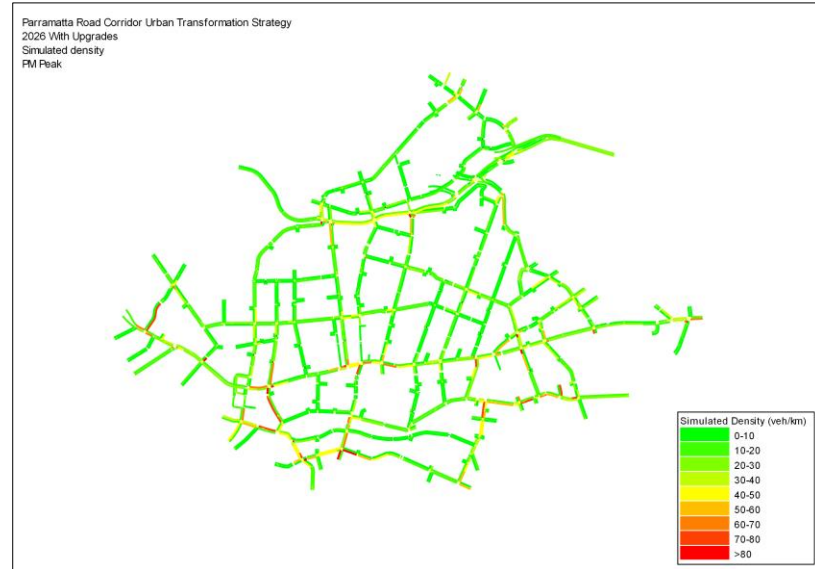 Parramatta Road Corridor Urban Transformation Strategy
2026 With Upgrades
Simulated density
PM Peak
Simulated Density (veh/km)
0-10
10-20
20-30
30-40
40-50
50-60
60-70
70-80
>80